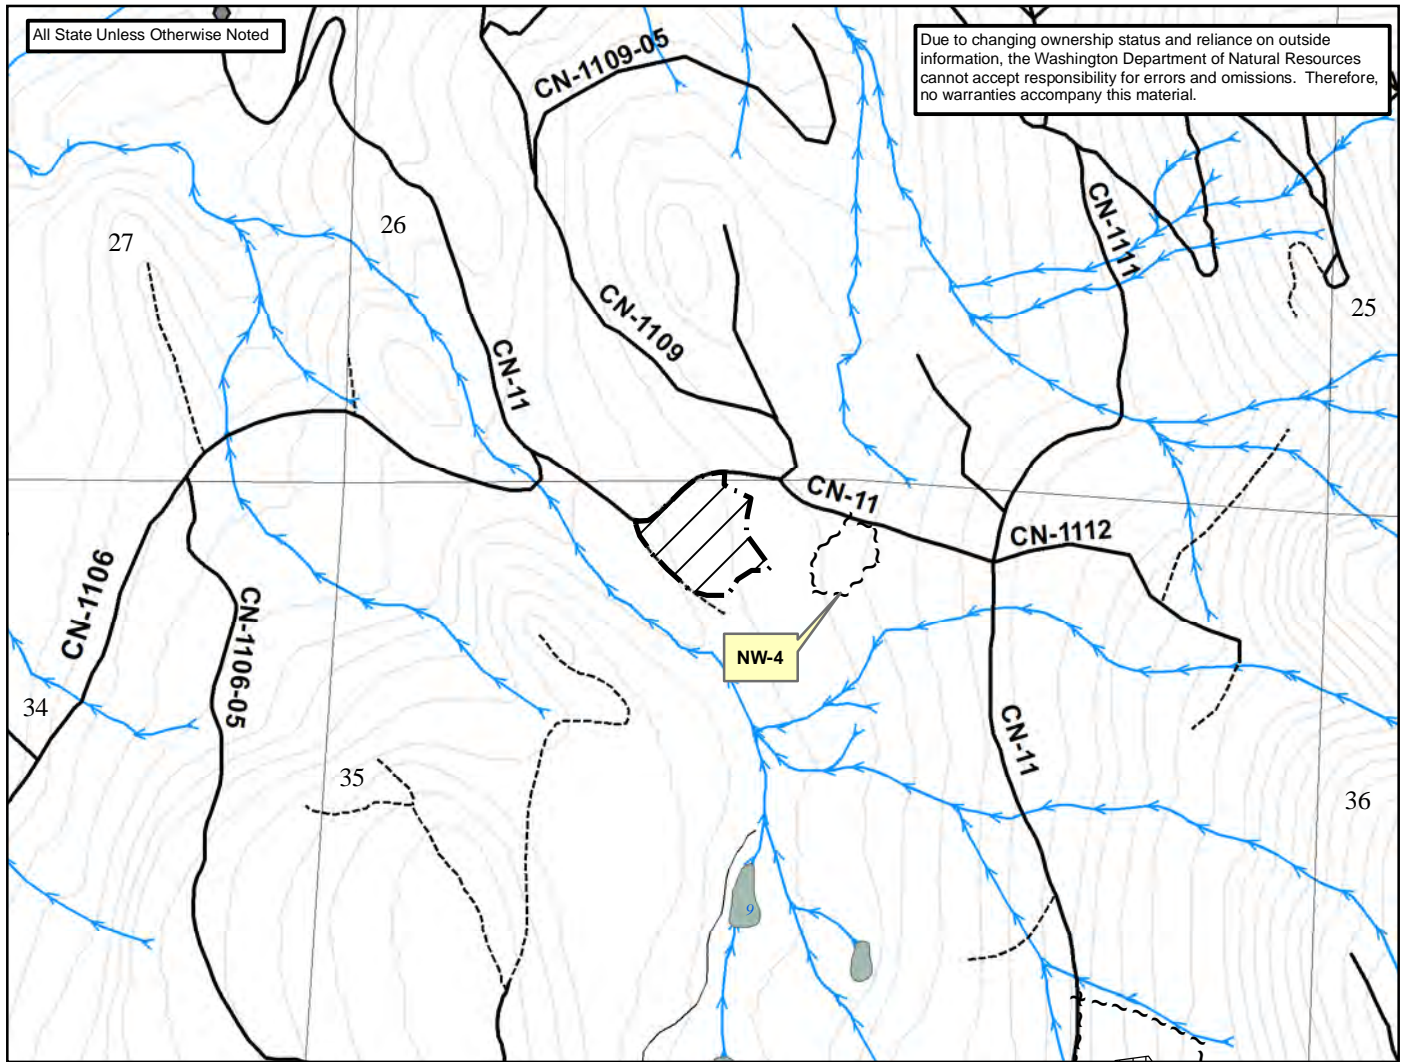 All State Unless Otherwise Noted
Due to changing ownership status and reliance on outside
information, the Washington Department of Natural Resources
cannot accept responsibility for errors and omissions. Therefore,
no warranties accompany this material.
CN-1109-05
CN-1111
26
27
25
CN-1109
CN-11
CN-11
CN-1112
CN-1106
CN-1106-05
NW-4
34
CN-11
35
36
9